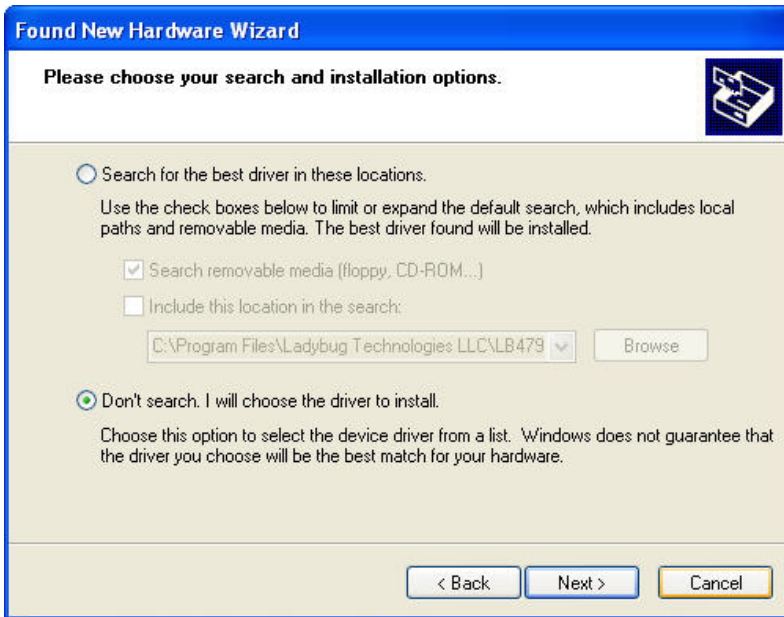 Found New Hardware Wizard
Please choose your search and installation options.
Search for the best driver in these locations.
Use the check boxes below to limit or expand the default search, which includes local
paths and removable media. The best driver found will be installed.
Search removable media (floppy, CD-ROM...)
Include this location in the search:
C:\Program Files\Ladybug Technologies LLC\LB479
Browse
Don't search. I will choose the driver to install.
Choose this option to select the device driver from a list. Windows does not guarantee that
the driver you choose will be the best match for your hardware.
< Back
Next >
Cancel